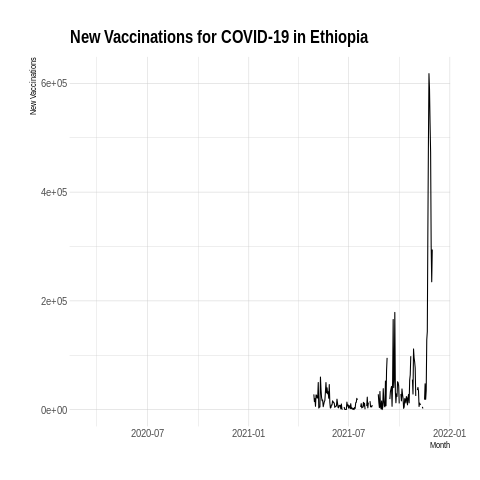 New Vaccinations for COVID-19 in Ethiopia
New Vaccinations
6e+05
4e+05
2e+05
0e+00
2020-07 2021-01 2021-07 2022-01
Month